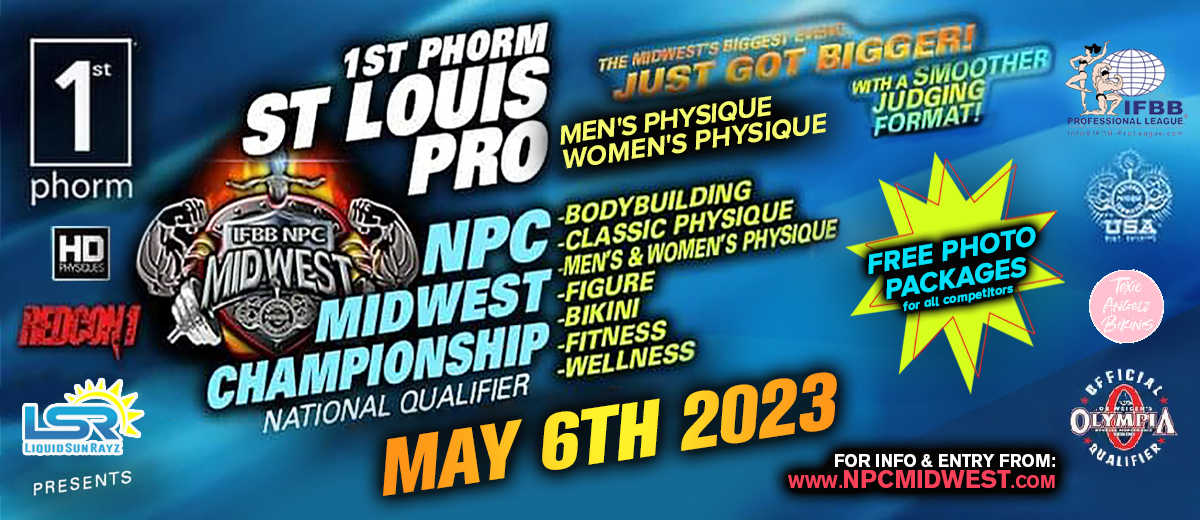 1st
phorm
HD
PHYSIQUES
REDCON1
LSR
LIQUIDSUNRAYZ
PRESENTS
1ST PHORM
ST LOUIS
PRO
IFBB NPC
MIDWEST
NPC
MIDWEST
CHAMPIONSHIP
NATIONAL QUALIFIER
THE MIDWEST'S BIGGEST EVENT,
JUST GOT BIGGER!
WITH A SMOOTHER
JUDGING
FORMAT!
MEN'S PHYSIQUE
WOMEN'S PHYSIQUE
-BODYBUILDING
-CLASSIC PHYSIQUE
-MEN'S & WOMEN'S PHYSIQUE
-FIGURE
-BIKINI
-FITNESS
-WELLNESS
MAY 6TH 2023
FREE PHOTO
PACKAGES
for all competitors
FOR INFO & ENTRY FROM:
www.NPCMIDWEST.com
IFBB
PROFESSIONAL LEAGUE
USA
Toxic
Angelz
Bikinis
OFFICIAL
OLYMPIA
QUALIFIER